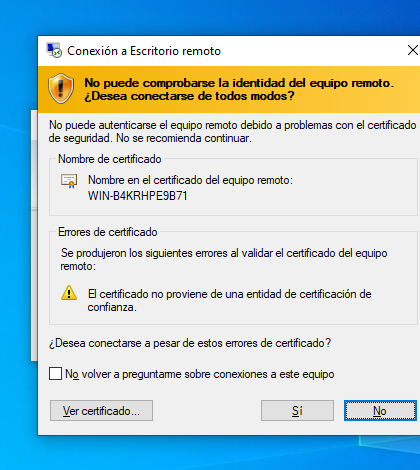 Conexión a Escritorio remoto
No puede comprobarse la identidad del equipo remoto.
¿Desea conectarse de todos modos?
No puede autenticarse el equipo remoto debido a problemas con el certificado
de seguridad. No se recomienda continuar.
Nombre de certificado
Nombre en el certificado del equipo remoto:
WIN-B4KRHPE9B71
Errores de certificado
Se produjeron los siguientes errores al validar el certificado del equipo
remoto:
El certificado no proviene de una entidad de certificación de
confianza.
¿Desea conectarse a pesar de estos errores de certificado?
No volver a preguntarme sobre conexiones a este equipo
Ver certificado... Sí No